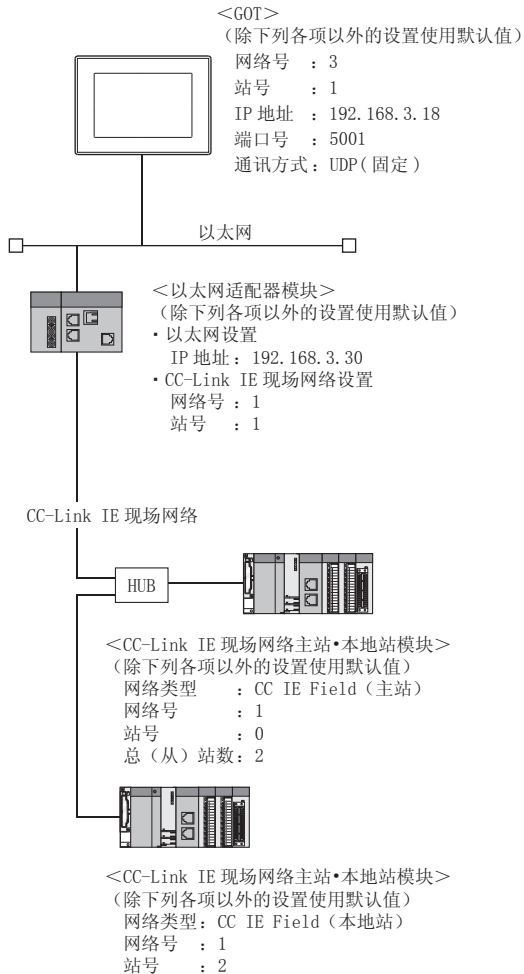 ＜GOT＞
（除下列各项以外的设置使用默认值）
网络号 ：3
站号 ：1
IP 地址 ：192.168.3.18
端口号 ：5001
通讯方式：UDP(固定)
以太网
＜以太网适配器模块＞
（除下列各项以外的设置使用默认值）
・以太网设置
IP 地址：192.168.3.30
・CC-Link IE 现场网络设置
网络号 ：1
站号 ：1
CC-Link IE 现场网络
HUB
＜CC-Link IE 现场网络主站•本地站模块＞
（除下列各项以外的设置使用默认值）
网络类型 ：CC IE Field（主站）
网络号 ：1
站号 ：0
总（从）站数：2
＜CC-Link IE 现场网络主站•本地站模块＞
（除下列各项以外的设置使用默认值）
网络类型：CC IE Field（本地站）
网络号 ：1
站号 ：2